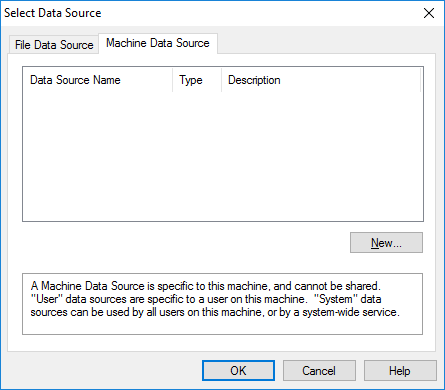 Select Data Source
File Data Source Machine Data Source
Data Source Name Type Description
New...
A Machine Data Source is specific to this machine, and cannot be shared.
"User" data sources are specific to a user on this machine. "System" data
sources can be used by all users on this machine, or by a system-wide service.
OK Cancel Help